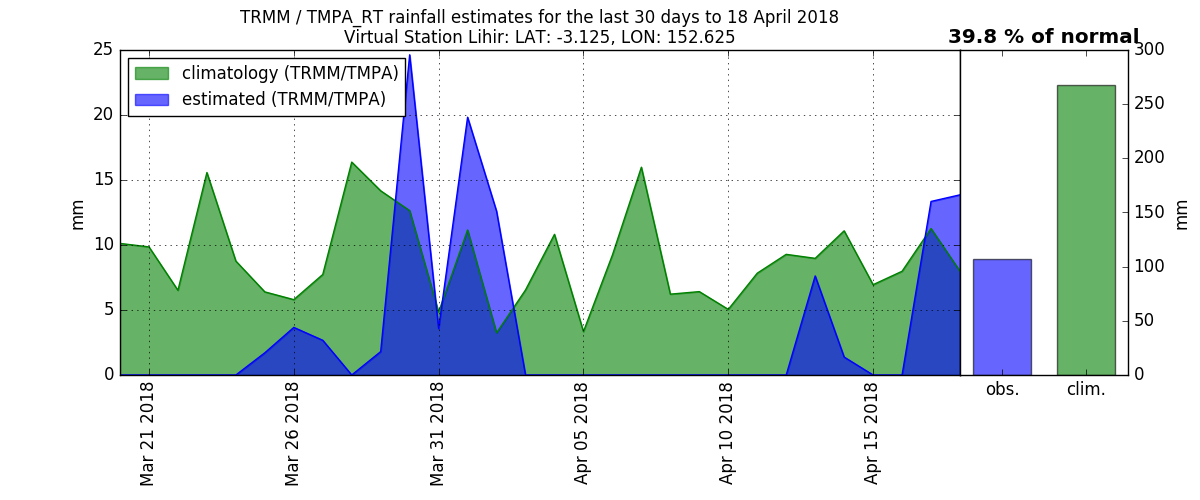 TRMM / TMPA_RT rainfall estimates for the last 30 days to 18 April 2018
Virtual Station Lihir: LAT: -3.125, LON: 152.625
39.8 % of normal
climatology (TRMM/TMPA)
estimated (TRMM/TMPA)
25
20
15
10
5
0
mm
Mar 21 2018
Mar 26 2018
Mar 31 2018
Apr 05 2018
Apr 10 2018
Apr 15 2018
300
250
200
150
100
50
0
mm
obs.
clim.